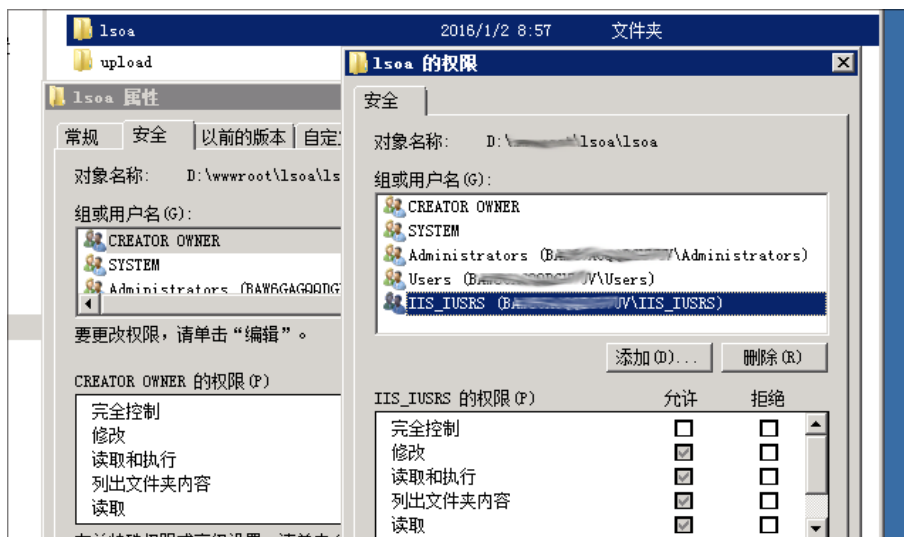 lsoa 2016/1/2 8:57 文件夹
upload
lsoa 属性
常规 安全 以前的版本 自定
对象名称: D:\wwwroot\lsoa\ls
组或用户名(G):
CREATOR OWNER
SYSTEM
Administrators
要更改权限，请单击“编辑”。
CREATOR OWNER 的权限(P)
完全控制
修改
读取和执行
列出文件夹内容
读取
lsoa 的权限
安全
对象名称: D:\ \lsoa\lsoa
组或用户名(G):
CREATOR OWNER
SYSTEM
Administrators (BA \Administrators)
Users (BA V\Users)
IIS_IUSRS (BA UV\IIS_IUSRS)
添加(D)... 删除(R)
IIS_IUSRS 的权限(P) 允许 拒绝
完全控制
修改
读取和执行
列出文件夹内容
读取